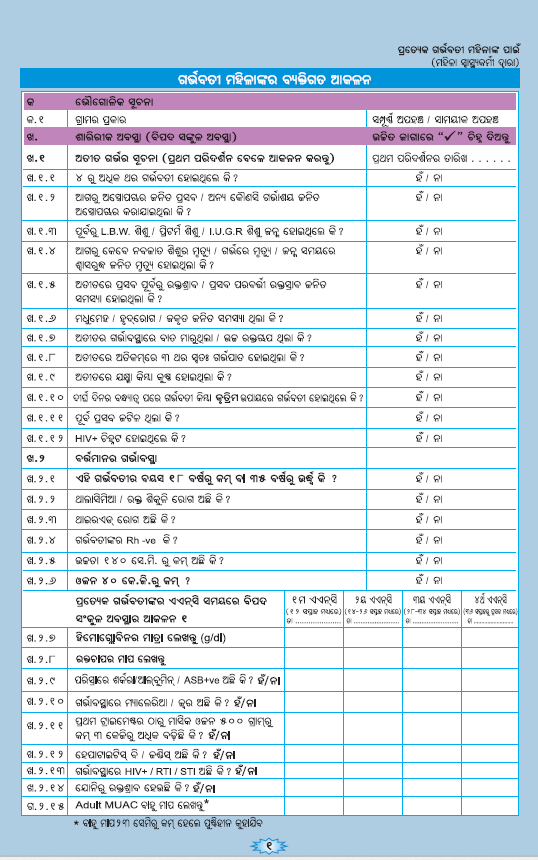 ପ୍ରତ୍ୟେକ ଗର୍ଭବତୀ ମହିଳାଙ୍କ ପାଇଁ
(ମହିଳା ସ୍ୱାସ୍ଥ୍ୟକର୍ମୀ ଦ୍ୱାରା)
ଗର୍ଭବତୀ ମହିଳାଙ୍କର ବ୍ୟକ୍ତିଗତ ଆକଳନ
କ ଭୌଗୋଳିକ ସୂଚନା
କ.୧ ଗ୍ରାମର ପ୍ରକାର ସମ୍ପୂର୍ଣ୍ଣ ଅପହଞ୍ଚ / ସାମୟିକ ଅପହଞ୍ଚ
ଖ. ଶାରିରୀକ ଅବସ୍ଥା (ବିପଦ ସଙ୍କୁଳ ଅବସ୍ଥା) ଉଚ୍ଚିତ ଜାଗାରେ “✓” ଚିହ୍ନ ଦିଅନ୍ତୁ
ଖ.୧ ଅତୀତ ଗର୍ଭର ସୂଚନା (ପ୍ରଥମ ପରିଦର୍ଶନ ବେଳେ ଆକଳନ କରନ୍ତୁ) ପ୍ରଥମ ପରିଦର୍ଶନର ତାରିଖ . . . . . .
ଖ.୧.୧ ୪ ରୁ ଅଧିକ ଥର ଗର୍ଭବତୀ ହୋଇଥିଲେ କି ? ହଁ / ନା
ଖ.୧.୨ ଆଗରୁ ଅସ୍ତ୍ରୋପଚାର ଜନିତ ପ୍ରସବ / ଅନ୍ୟ କୌଣସି ଗର୍ଭାଶୟ ଜନିତ ହଁ / ନା
ଅସ୍ତ୍ରୋପଚାର କରାଯାଇଥିଲା କି ?
ଖ.୧.୩ ପୂର୍ବରୁ L.B.W. ଶିଶୁ / ପ୍ରିଟର୍ମ ଶିଶୁ / I.U.G.R ଶିଶୁ ଜନ୍ମ ହୋଇଥିଲେ କି ? ହଁ / ନା
ଖ.୧.୪ ଆଗରୁ କେବେ ନବଜାତ ଶିଶୁର ମୃତ୍ୟୁ / ଗର୍ଭରେ ମୃତ୍ୟୁ / ଜନ୍ମ ସମୟରେ ହଁ / ନା
ଶ୍ୱାସରୁଦ୍ଧ ଜନିତ ମୃତ୍ୟୁ ହୋଇଥିଲା କି ?
ଖ.୧.୫ ଅତୀତରେ ପ୍ରସବ ପୂର୍ବରୁ ରକ୍ତଶ୍ରାବ / ପ୍ରସବ ପରବର୍ତ୍ତୀ ରକ୍ତସ୍ରାବ ଜନିତ ହଁ / ନା
ସମସ୍ୟା ହୋଇଥିଲା କି ?
ଖ.୧.୬ ମଧୁମେହ / ହୃଦ୍‌ରୋଗ / ଜକୃତ ଜନିତ ସମସ୍ୟା ଥିଲା କି ? ହଁ / ନା
ଖ.୧.୭ ଅତୀତର ଗର୍ଭାବସ୍ଥାରେ ବାତ ମାରୁଥିଲା / ଉଚ୍ଚ ରକ୍ତଚାପ ଥିଲା କି ? ହଁ / ନା
ଖ.୧.୮ ଅତୀତରେ ଅତିକମ୍‌ରେ ୩ ଥର ସ୍ୱତଃ ଗର୍ଭପାତ ହୋଇଥିଲା କି ? ହଁ / ନା
ଖ.୧.୯ ଅତୀତରେ ଯକ୍ଷ୍ମା କିମ୍ବା କୁଷ୍ଠ ହୋଇଥିଲା କି ? ହଁ / ନା
ଖ.୧.୧୦ ଦୀର୍ଘ ଦିନର ବନ୍ଧ୍ୟାତ୍ୱ ପରେ ଗର୍ଭବତୀ କିମ୍ବା କୃତ୍ରିମ ଉପାୟରେ ଗର୍ଭବତୀ ହୋଇଥିଲେ କି ? ହଁ / ନା
ଖ.୧.୧୧ ପୂର୍ବ ପ୍ରସବ ଜଟିଳ ଥିଲା କି ? ହଁ / ନା
ଖ.୧.୧୨ HIV+ ଚିହ୍ନଟ ହୋଇଥିଲେ କି ? ହଁ / ନା
ଖ.୨ ବର୍ତ୍ତମାନର ଗର୍ଭାବସ୍ଥା
ଖ.୨.୧ ଏହି ଗର୍ଭବତୀର ବୟସ ୧୮ ବର୍ଷରୁ କମ୍ ବା ୩୫ ବର୍ଷରୁ ଉର୍ଦ୍ଧ୍ୱ କି ? ହଁ / ନା
ଖ.୨.୨ ଥାଲାସିମିଆ / ରକ୍ତ ଶିକୁଳି ରୋଗ ଅଛି କି ? ହଁ / ନା
ଖ.୨.୩ ଥାଇରଏଡ୍ ରୋଗ ଅଛି କି ? ହଁ / ନା
ଖ.୨.୪ ଗର୍ଭବତୀଙ୍କର Rh -ve କି ? ହଁ / ନା
ଖ.୨.୫ ଉଚ୍ଚତା ୧୪୦ ସେ.ମି. ରୁ କମ୍ ଅଛି କି ? ହଁ / ନା
ଖ.୨.୬ ଓଜନ ୪୦ କେ.ଜି.ରୁ କମ୍ ? ହଁ / ନା
ପ୍ରତ୍ୟେକ ଗର୍ଭବତୀଙ୍କର ଏଏନ୍‌ସି ସମୟରେ ବିପଦ ୧ମ ଏଏନ୍‌ସି ୨ୟ ଏଏନ୍‌ସି ୩ୟ ଏଏନ୍‌ସି ୪ର୍ଥ ଏଏନ୍‌ସି
ସଂକୁଳ ଅବସ୍ଥାର ଆକଳନ ୧ (୧୨ ସପ୍ତାହ ମଧ୍ୟରେ) (୧୪-୨୬ ସପ୍ତାହ ମଧ୍ୟରେ) (୨୮-୩୪ ସପ୍ତାହ ମଧ୍ୟରେ)
ତା .................... ତା .................... ତା .................... ତା ....................
ଖ.୨.୭ ହିମୋଗ୍ଲୋବିନର ମାତ୍ରା ଲେଖନ୍ତୁ (g/dl)
ଖ.୨.୮ ରକ୍ତଚାପର ମାପ ଲେଖନ୍ତୁ
ଖ.୨.୯ ପରିସ୍ରାରେ ଶର୍କରା/ଆଲବୁମିନ୍ / ASB+ve ଅଛି କି ? ହଁ/ନା
ଖ.୨.୧୦ ଗର୍ଭାବସ୍ଥାରେ ମ୍ୟାଲେରିଆ / ଜ୍ୱର ଅଛି କି ? ହଁ/ନା
ଖ.୨.୧୧ ପ୍ରଥମ ଟ୍ରାଇମେଷ୍ଟର ଠାରୁ ମାସିକ ଓଜନ ୫୦୦ ଗ୍ରାମ୍‌ରୁ
କମ୍ ୩ କେଜିରୁ ଅଧିକ ବଢ଼ିଛି କି ? ହଁ/ନା
ଖ.୨.୧୨ ହେପାଟାଇଟିସ୍ ବି / ଜଣ୍ଡିସ୍ ଅଛି କି ? ହଁ/ନା
ଖ.୨.୧୩ ଗର୍ଭାବସ୍ଥାରେ HIV+ / RTI / STI ଅଛି କି ? ହଁ/ନା
ଖ.୨.୧୪ ଯୋନିରୁ ରକ୍ତଶ୍ରାବ ହେଉଛି କି ? ହଁ/ନା
ଗ.୨.୧୫ Adult MUAC ବାହୁ ମାପ ଲେଖନ୍ତୁ*
* ବାହୁ ମାପ୨୩ ସେମିରୁ କମ୍ ହେଲେ ପୁଷ୍ଟିହୀନ କୁହାଯିବ
୧